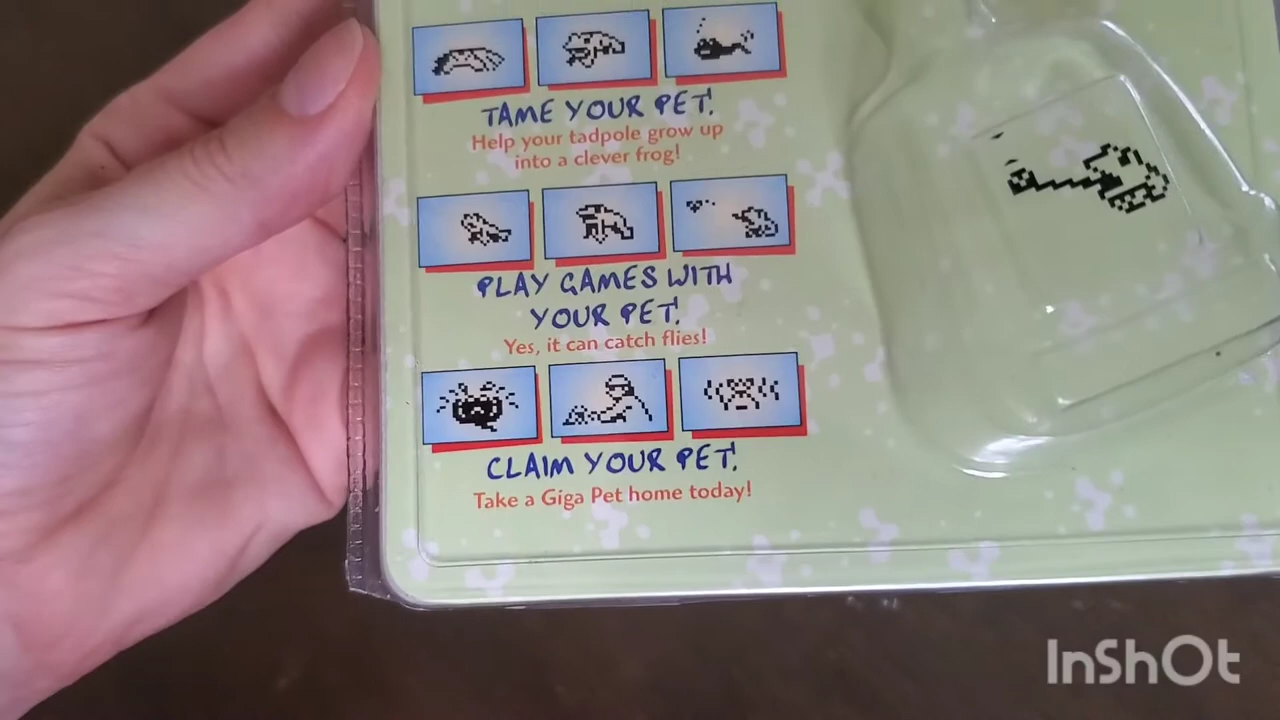 TAME YOUR PET!
Help your tadpole grow up
into a clever frog!
PLAY GAMES WITH
YOUR PET!
Yes, it can catch flies!
CLAIM YOUR PET!
Take a Giga Pet home today!
InShOt